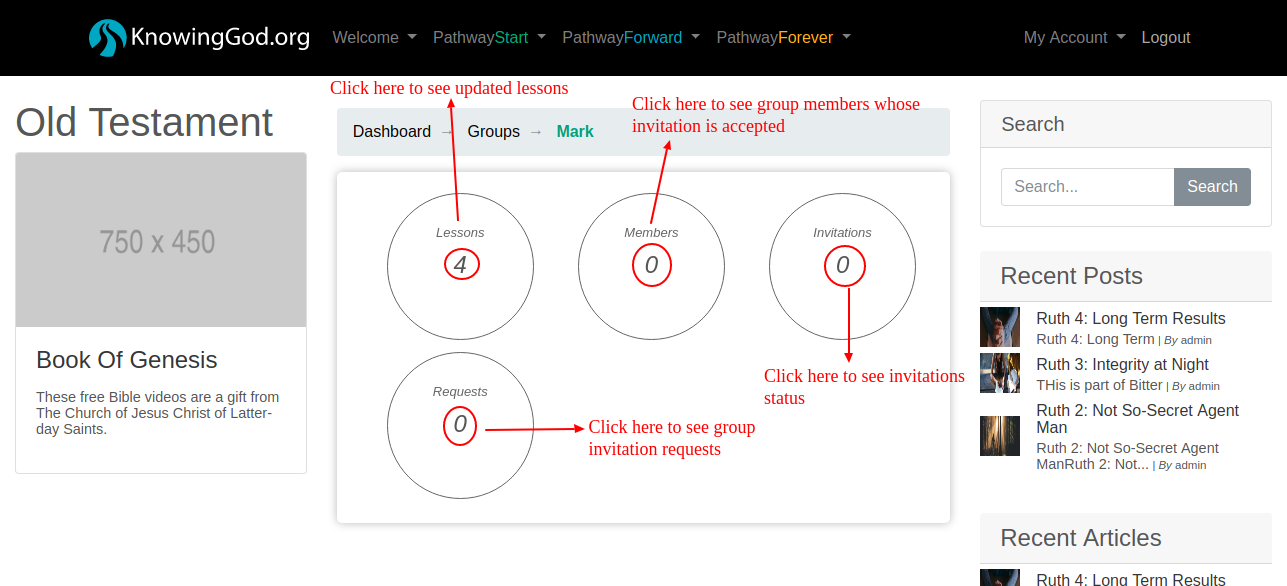 KnowingGod.org Welcome PathwayStart PathwayForward PathwayForever My Account Logout
Click here to see updated lessons
Old Testament
750 x 450
Book Of Genesis
These free Bible videos are a gift from
The Church of Jesus Christ of Latter-
day Saints.
Click here to see group members whose
invitation is accepted
Dashboard → Groups → Mark
Lessons
4
Members
0
Invitations
0
Click here to see invitations
status
Requests
0
Click here to see group
invitation requests
Search
Search... Search
Recent Posts
Ruth 4: Long Term Results
Ruth 4: Long Term | By admin
Ruth 3: Integrity at Night
THis is part of Bitter | By admin
Ruth 2: Not So-Secret Agent
Man
Ruth 2: Not So-Secret Agent
ManRuth 2: Not... | By admin
Recent Articles
Ruth 4: Long Term Results